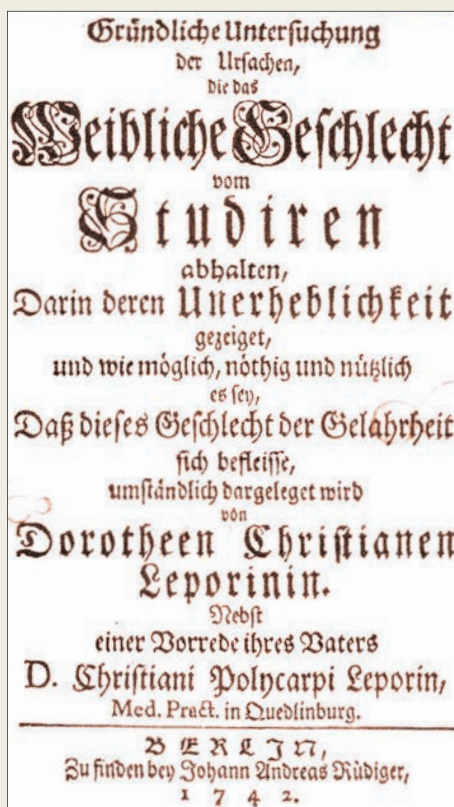 Gründliche Untersuchung
der Ursachen,
die das
Weibliche Geschlecht
vom
Studiren
abhalten,
Darin deren Unerheblichkeit
gezeiget,
und wie möglich, nöthig und nützlich
es sey,
Daß dieses Geschlecht der Gelahrheit
sich befleisse,
umständlich dargeleget wird
von
Dorotheen Christianen
Leporinin.
Nebst
einer Vorrede ihres Vaters
D. Christiani Polycarpi Leporin,
Med. Pract. in Quedlinburg.
BERLIN,
Zu finden bey Johann Andreas Rüdiger,
1742.